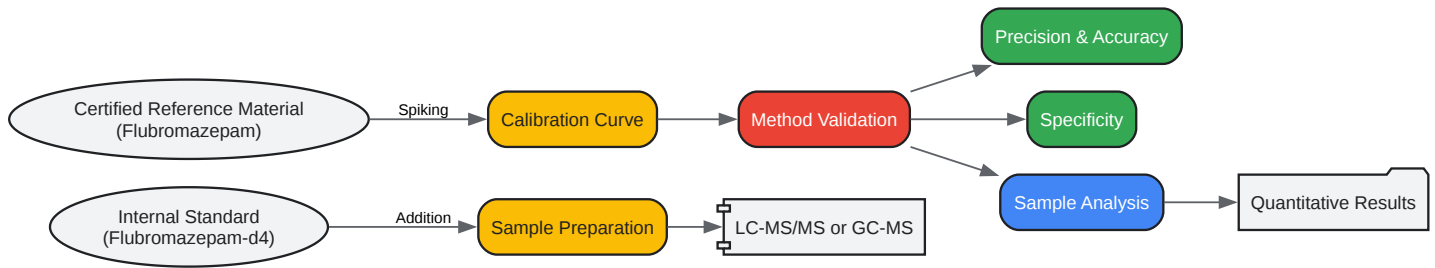 Certified Reference Material
(Flubromazepam)
Spiking
Calibration Curve
Method Validation
Precision & Accuracy
Specificity
Sample Analysis
Quantitative Results
Internal Standard
(Flubromazepam-d4)
Addition
Sample Preparation
LC-MS/MS or GC-MS